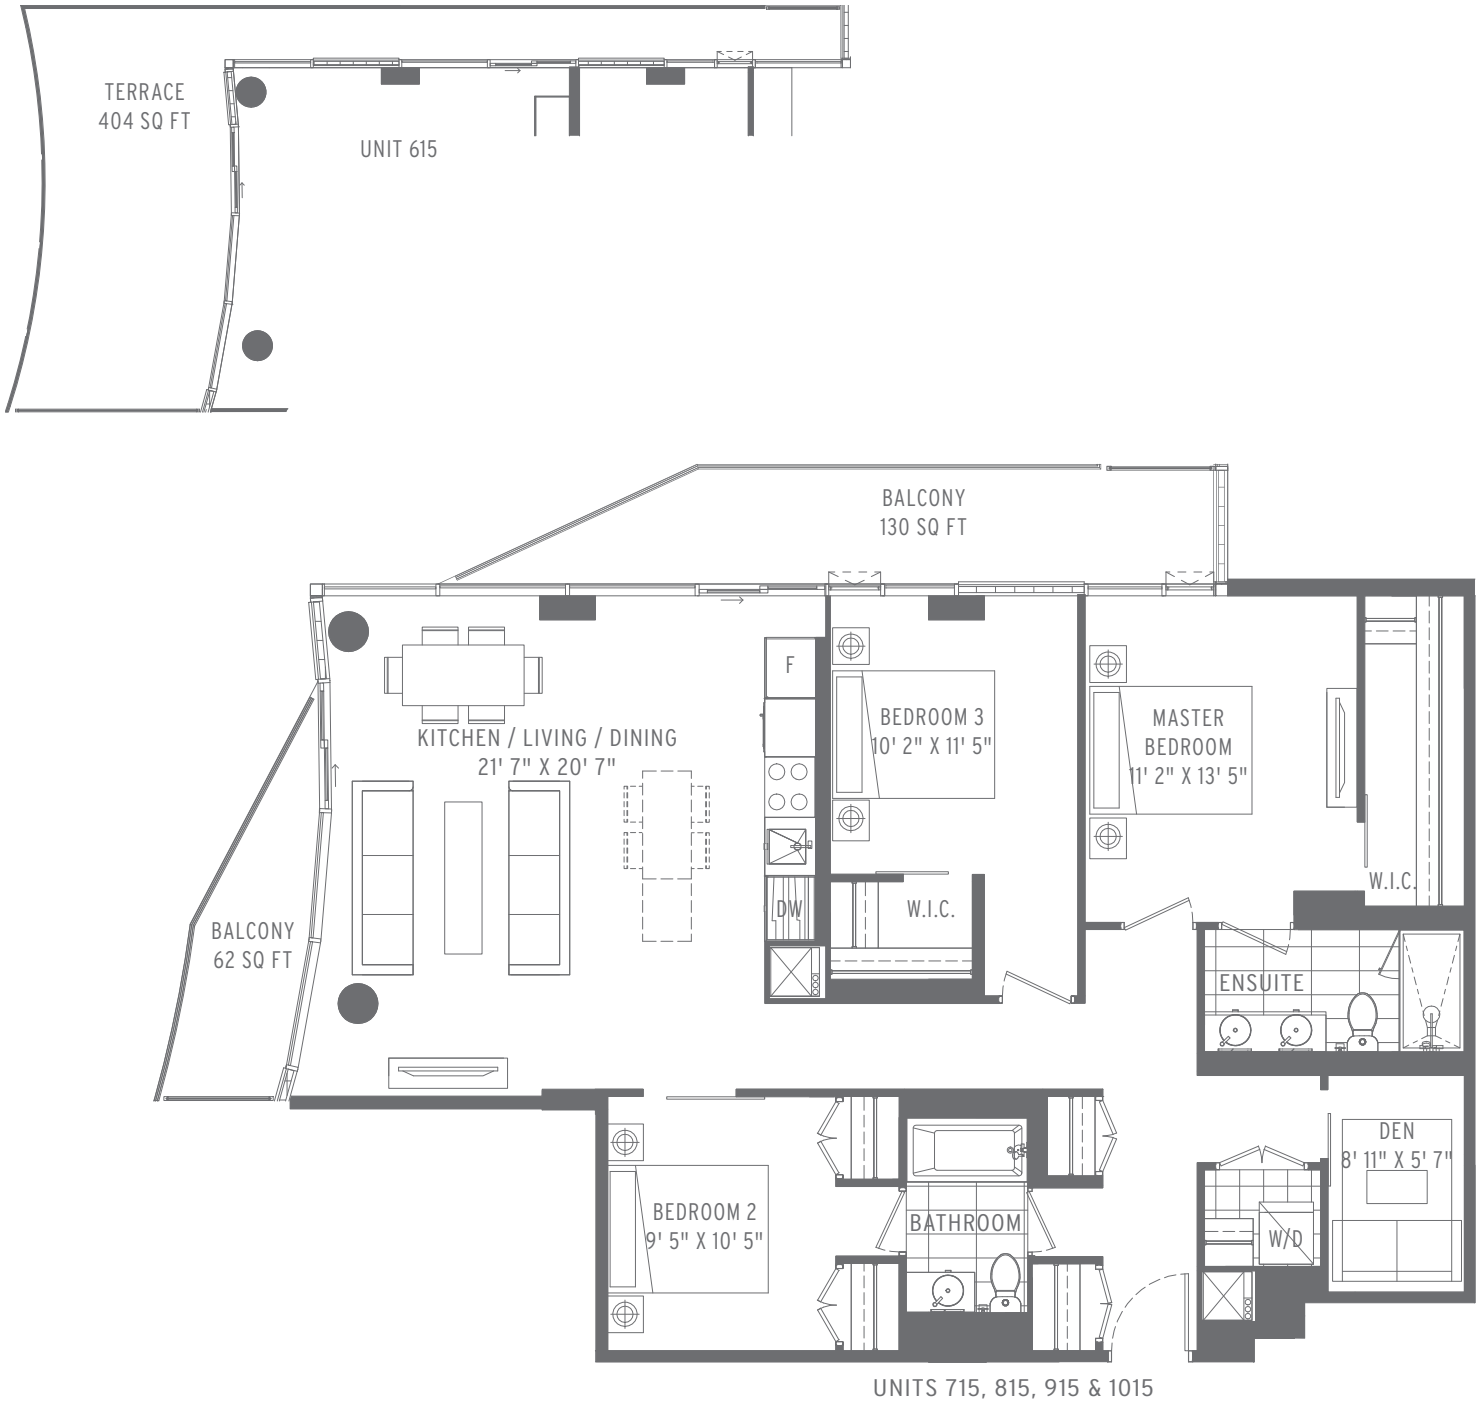 TERRACE
404 SQ FT
UNIT 615
BALCONY
130 SQ FT
F
BEDROOM 3
10' 2" X 11' 5"
MASTER
BEDROOM
11' 2" X 13' 5"
KITCHEN / LIVING / DINING
21' 7" X 20' 7"
W.I.C.
DW
W.I.C.
BALCONY
62 SQ FT
ENSUITE
DEN
8' 11" X 5' 7"
BEDROOM 2
9' 5" X 10' 5"
BATHROOM
W/D
UNITS 715, 815, 915 & 1015